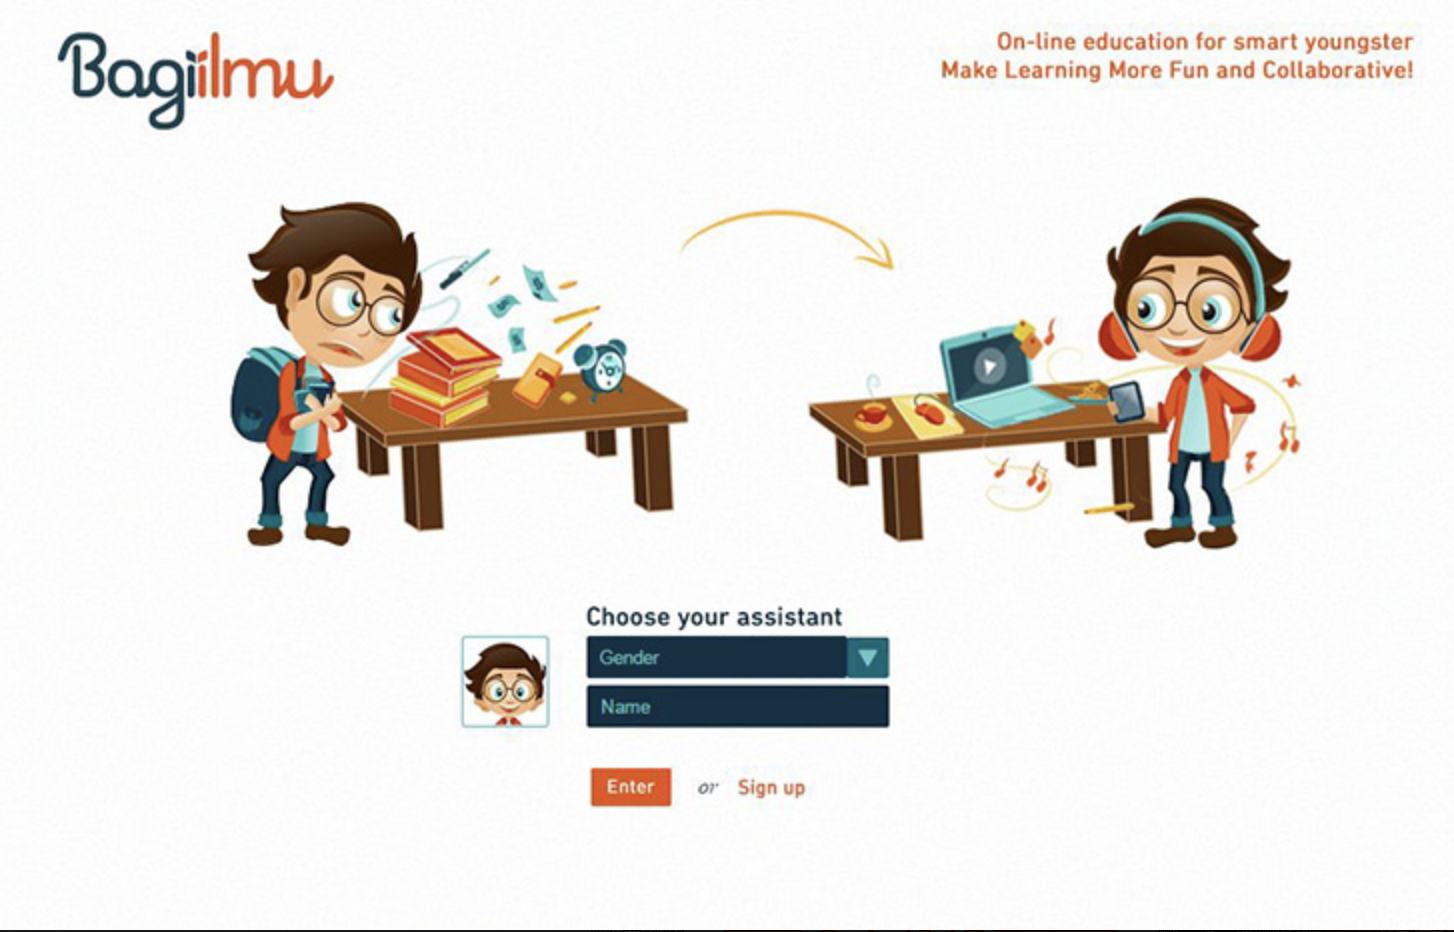 Bagiilmu
On-line education for smart youngster
Make Learning More Fun and Collaborative!
Choose your assistant
Gender
Name
Enter or Sign up